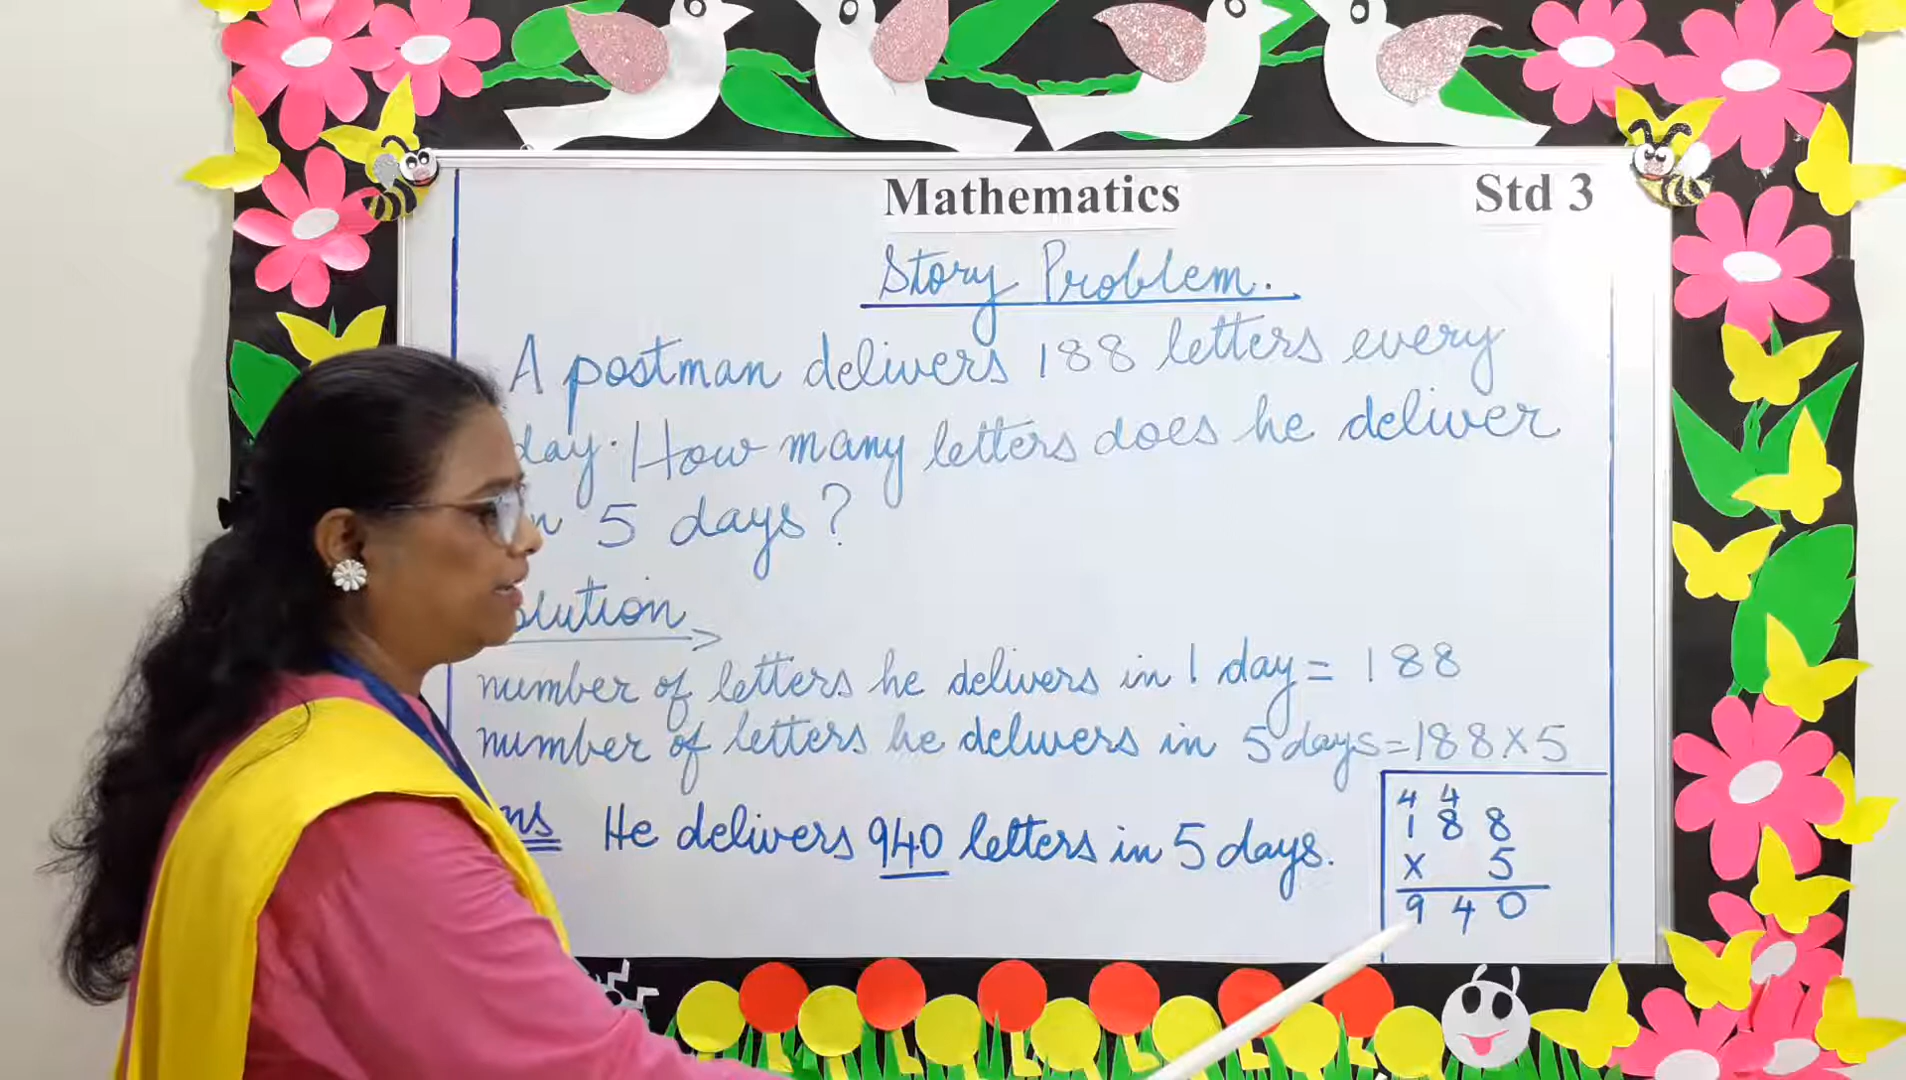 Mathematics Std 3
Story Problem.
A postman delivers 188 letters every
day. How many letters does he deliver
n 5 days?
olution
number of letters he delivers in 1 day = 188
number of letters he delivers in 5 days=188×5
ns He delivers 940 letters in 5 days.
4 4
1 8 8
× 5
9 4 0